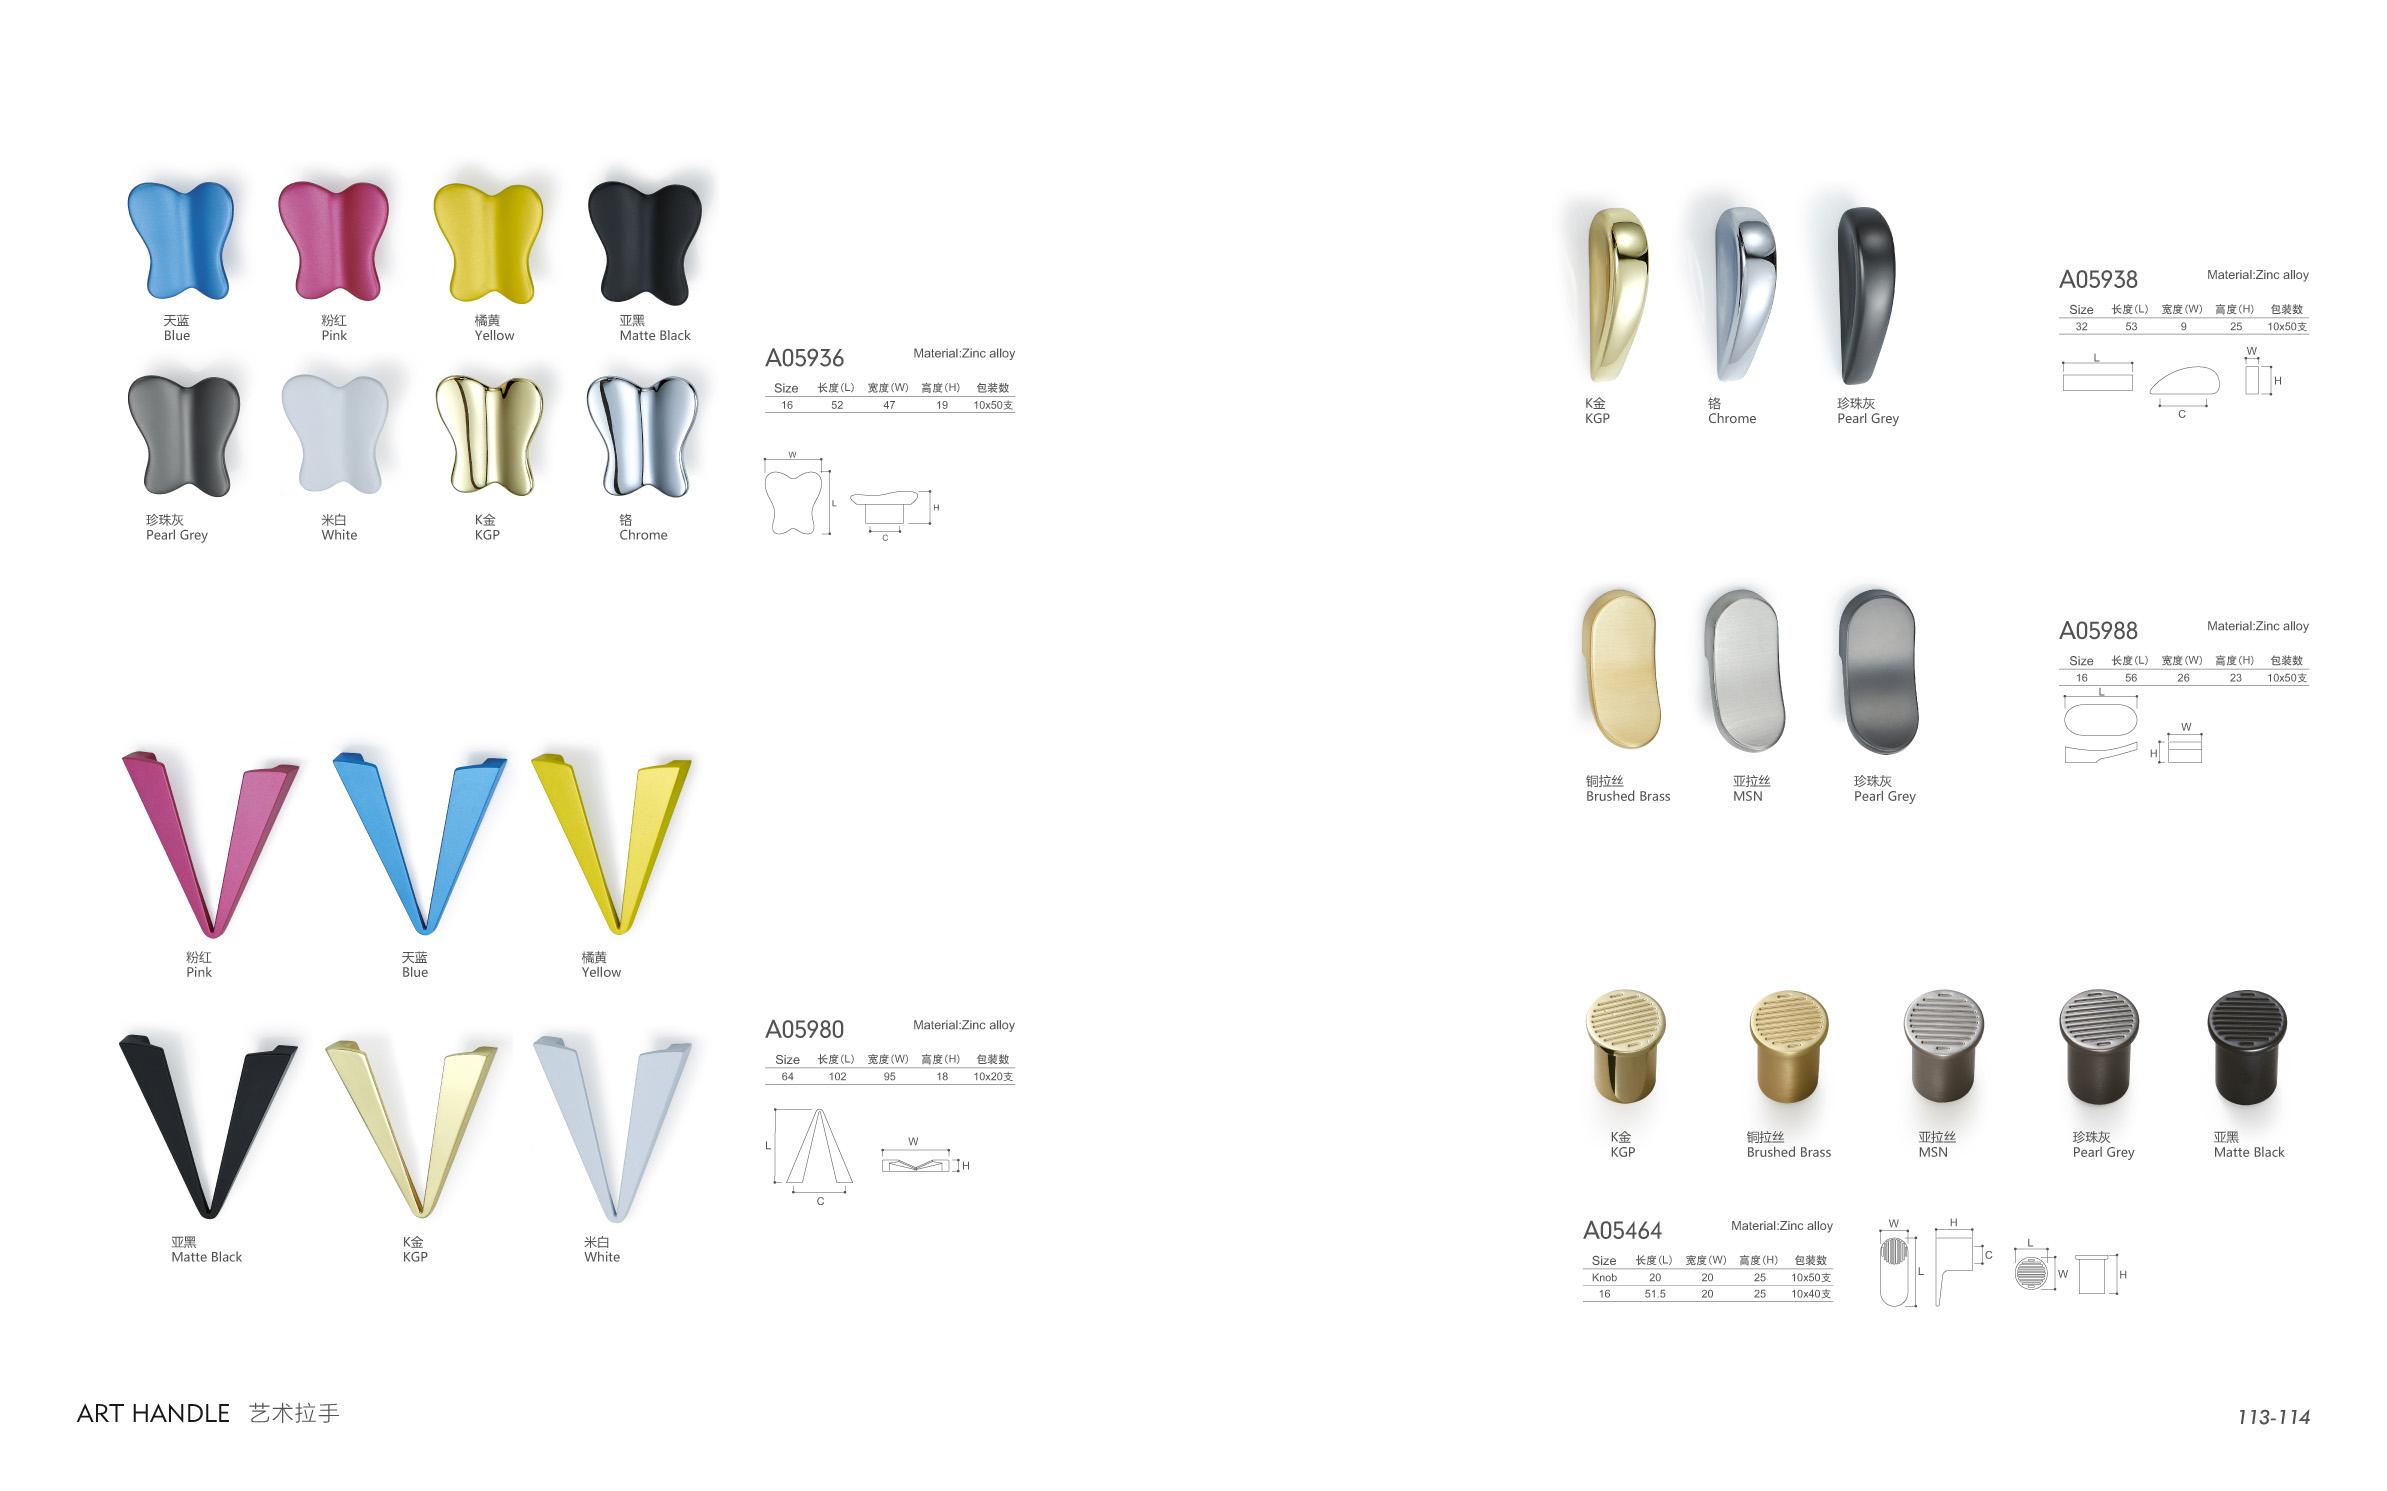 天蓝 粉红 橘黄 亚黑
Blue Pink Yellow Matte Black
珍珠灰 米白 K金 铬
Pearl Grey White KGP Chrome
A05936 Material:Zinc alloy
Size 长度(L) 宽度(W) 高度(H) 包装数
16 52 47 19 10x50支
W
L
H
C
粉红 天蓝 橘黄
Pink Blue Yellow
亚黑 K金 米白
Matte Black KGP White
A05980 Material:Zinc alloy
Size 长度(L) 宽度(W) 高度(H) 包装数
64 102 95 18 10x20支
L
W
H
C
K金 铬 珍珠灰
KGP Chrome Pearl Grey
A05938 Material:Zinc alloy
Size 长度(L) 宽度(W) 高度(H) 包装数
32 53 9 25 10x50支
L
W
H
C
铜拉丝 亚拉丝 珍珠灰
Brushed Brass MSN Pearl Grey
A05988 Material:Zinc alloy
Size 长度(L) 宽度(W) 高度(H) 包装数
16 56 26 23 10x50支
L
W
H
K金 铜拉丝 亚拉丝 珍珠灰 亚黑
KGP Brushed Brass MSN Pearl Grey Matte Black
A05464 Material:Zinc alloy
Size 长度(L) 宽度(W) 高度(H) 包装数
Knob 20 20 25 10x50支
16 51.5 20 25 10x40支
W H
L
C
L
W
H
ART HANDLE 艺术拉手
113-114